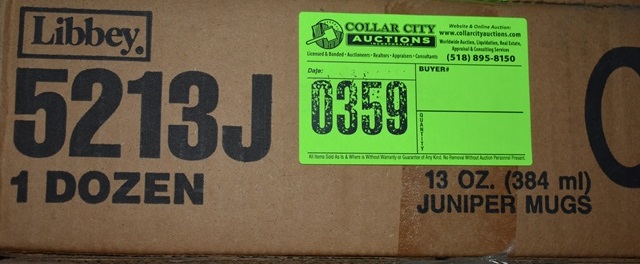 Libbey.
5213J
1 DOZEN
COLLAR CITY
AUCTIONS
INCORPORATED
Licensed & Bonded • Auctioneers • Realtors • Appraisers • Consultants
Website & Online Auction:
www.collarcityauctions.com
Worldwide Auction, Liquidation, Real Estate,
Appraisal & Consulting Services
(518) 895-8150
Date:
BUYER#
0359
QUANTITY
All Items Sold As Is & Where is Without Warranty or Guarantee of Any Kind. No Removal Without Auction Personnel Present.
13 OZ. (384 ml)
JUNIPER MUGS